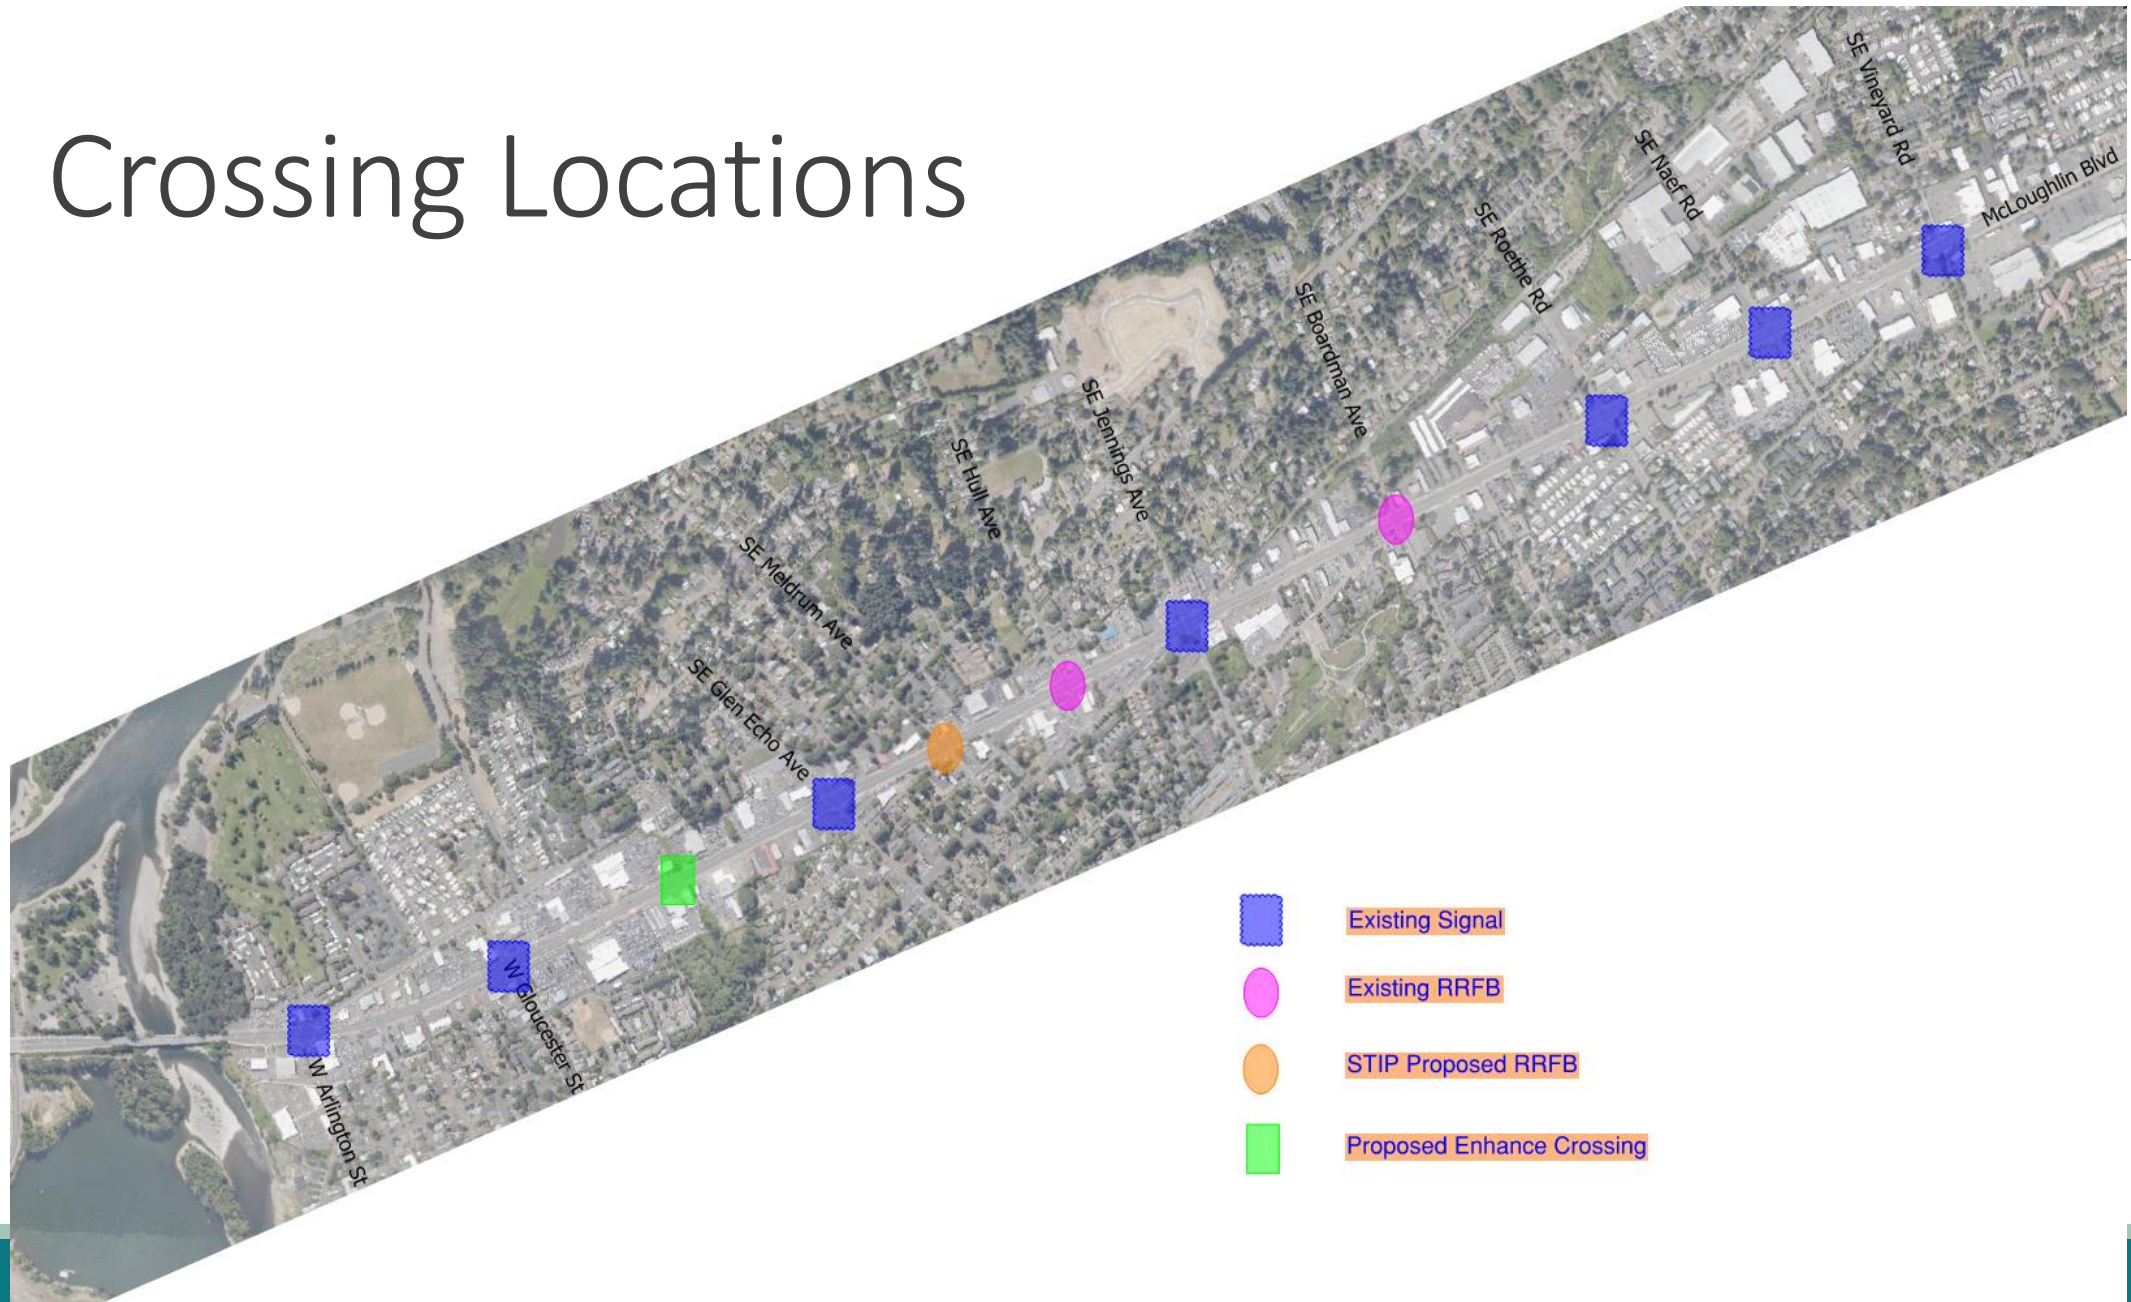 Crossing Locations
SE Vineyard Rd
McLoughlin Blvd
SE Naef Rd
SE Roethe Rd
SE Boardman Ave
SE Jennings Ave
SE Hull Ave
SE Meldrum Ave
SE Glen Echo Ave
W Gloucester St
W Arlington St
Existing Signal
Existing RRFB
STIP Proposed RRFB
Proposed Enhance Crossing